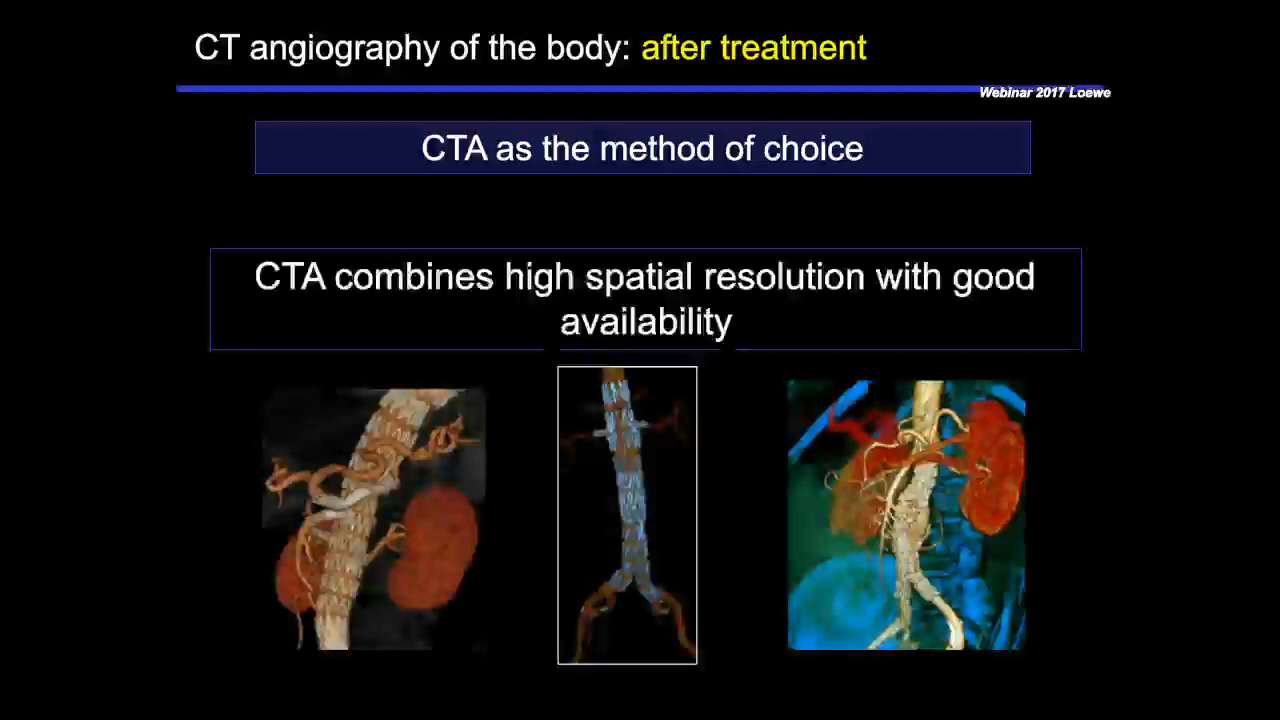 CT angiography of the body: after treatment
Webinar 2017 Loewe
CTA as the method of choice
CTA combines high spatial resolution with good
availability